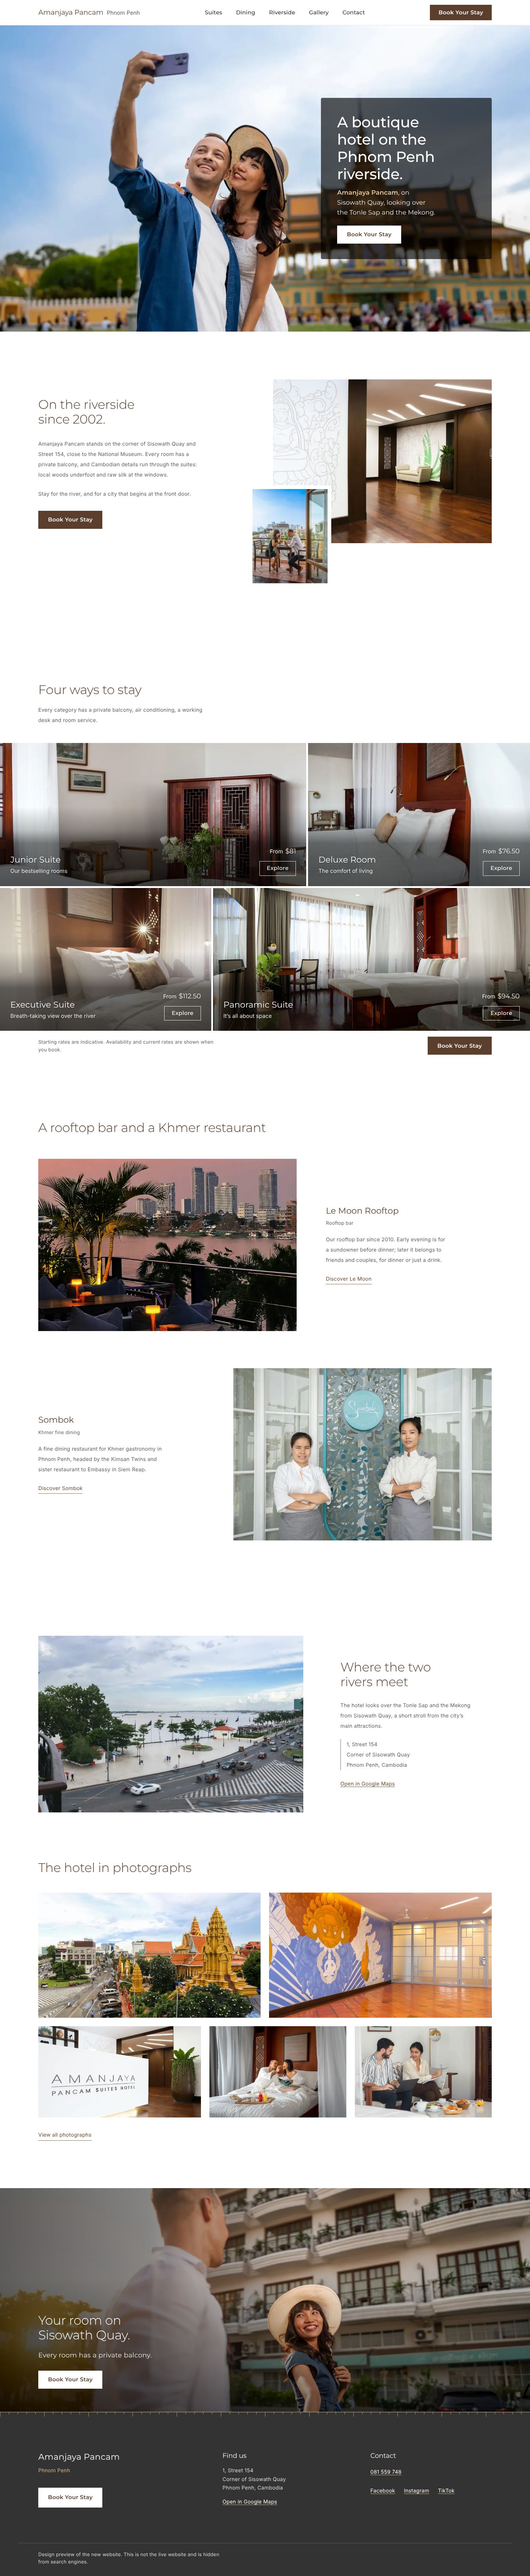 Amanjaya Pancam Phnom Penh
Suites Dining Riverside Gallery Contact
Book Your Stay
A boutique
hotel on the
Phnom Penh
riverside.
Amanjaya Pancam, on
Sisowath Quay, looking over
the Tonle Sap and the Mekong.
Book Your Stay
On the riverside
since 2002.
Amanjaya Pancam stands on the corner of Sisowath Quay and
Street 154, close to the National Museum. Every room has a
private balcony, and Cambodian details run through the suites:
local woods underfoot and raw silk at the windows.
Stay for the river, and for a city that begins at the front door.
Book Your Stay
Four ways to stay
Every category has a private balcony, air conditioning, a working
desk and room service.
Junior Suite
Our bestselling rooms
From $81
Explore
Deluxe Room
The comfort of living
From $76.50
Explore
Executive Suite
Breath-taking view over the river
From $112.50
Explore
Panoramic Suite
It's all about space
From $94.50
Explore
Starting rates are indicative. Availability and current rates are shown when
you book.
Book Your Stay
A rooftop bar and a Khmer restaurant
Le Moon Rooftop
Rooftop bar
Our rooftop bar since 2010. Early evening is for
a sundowner before dinner; later it belongs to
friends and couples, for dinner or just a drink.
Discover Le Moon
Sombok
Khmer fine dining
A fine dining restaurant for Khmer gastronomy in
Phnom Penh, headed by the Kimsan Twins and
sister restaurant to Embassy in Siem Reap.
Discover Sombok
Sombok
Where the two
rivers meet
The hotel looks over the Tonle Sap and the Mekong
from Sisowath Quay, a short stroll from the city's
main attractions.
1, Street 154
Corner of Sisowath Quay
Phnom Penh, Cambodia
Open in Google Maps
The hotel in photographs
AMANJAYA
PANCAM SUITES HOTEL
View all photographs
Your room on
Sisowath Quay.
Every room has a private balcony.
Book Your Stay
Amanjaya Pancam
Phnom Penh
Book Your Stay
Find us
1, Street 154
Corner of Sisowath Quay
Phnom Penh, Cambodia
Open in Google Maps
Contact
081 559 748
Facebook Instagram TikTok
Design preview of the new website. This is not the live website and is hidden
from search engines.